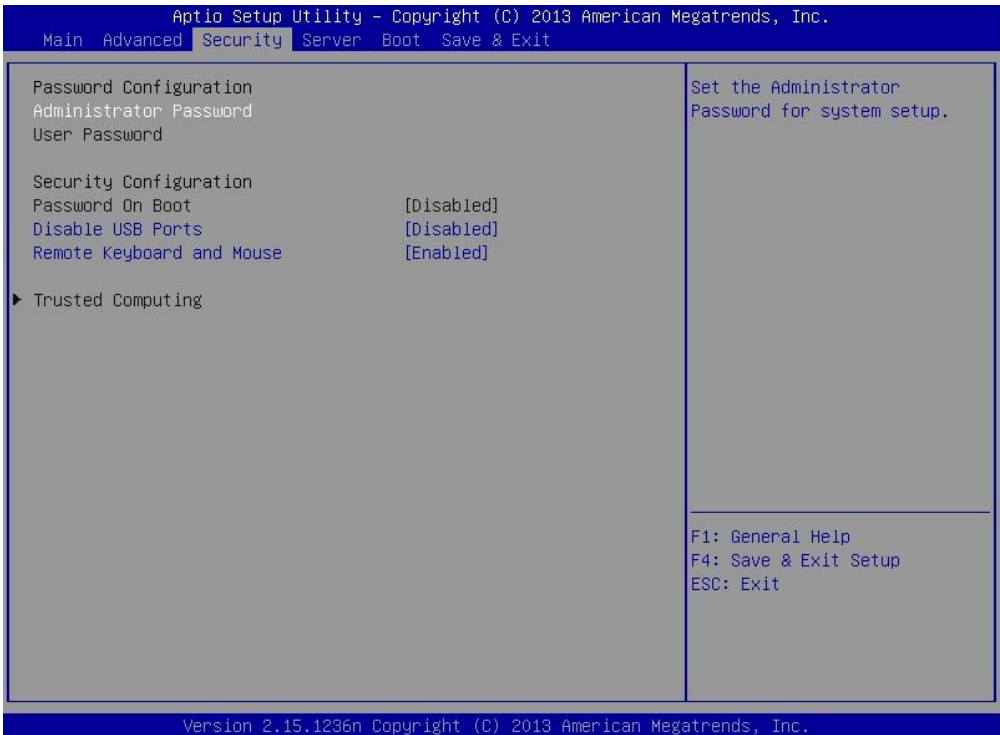 Aptio Setup Utility - Copyright (C) 2013 American Megatrends, Inc.
Main Advanced Security Server Boot Save & Exit
Password Configuration
Administrator Password
User Password
Security Configuration
Password On Boot [Disabled]
Disable USB Ports [Disabled]
Remote Keyboard and Mouse [Enabled]
Trusted Computing
Set the Administrator
Password for system setup.
F1: General Help
F4: Save & Exit Setup
ESC: Exit
Version 2.15.1236n Copyright (C) 2013 American Megatrends, Inc.